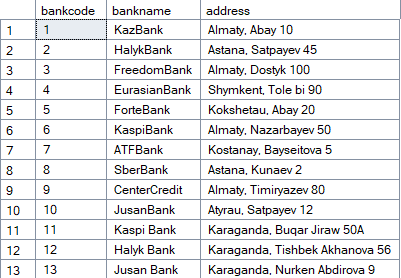 bankcode bankname address
1 1 KazBank Almaty, Abay 10
2 2 HalykBank Astana, Satpayev 45
3 3 FreedomBank Almaty, Dostyk 100
4 4 EurasianBank Shymkent, Tole bi 90
5 5 ForteBank Kokshetau, Abay 20
6 6 KaspiBank Almaty, Nazarbayev 50
7 7 ATFBank Kostanay, Bayseitova 5
8 8 SberBank Astana, Kunaev 2
9 9 CenterCredit Almaty, Timiryazev 80
10 10 JusanBank Atyrau, Satpayev 12
11 11 Kaspi Bank Karaganda, Buqar Jiraw 50A
12 12 Halyk Bank Karaganda, Tishbek Akhanova 56
13 13 Jusan Bank Karaganda, Nurken Abdirova 9